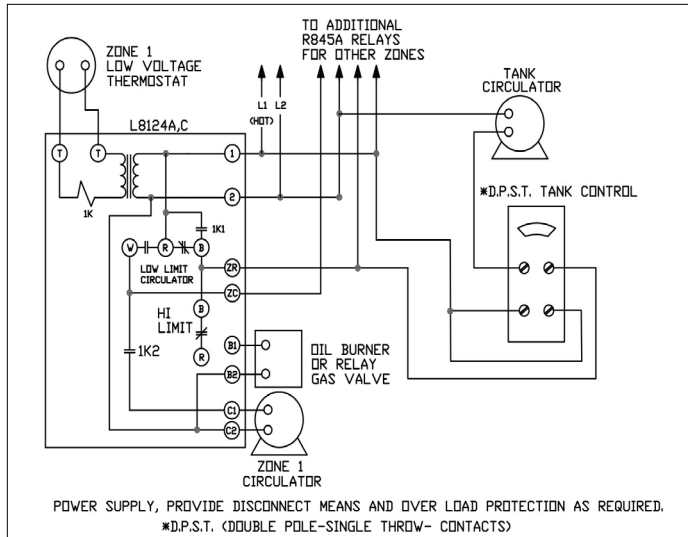 TO ADDITIONAL
R845A RELAYS
FOR OTHER ZONES
ZONE 1
LOW VOLTAGE
THERMOSTAT
TANK
CIRCULATOR
L1
L2
(HOT)
L8124A,C
T
T
1
2
1K
*D.P.S.T. TANK CONTROL
1K1
W
R
B
LOW LIMIT
CIRCULATOR
ZR
ZC
B
HI
LIMIT
R
1K2
B1
B2
OIL BURNER
OR RELAY
GAS VALVE
C1
C2
ZONE 1
CIRCULATOR
POWER SUPPLY, PROVIDE DISCONNECT MEANS AND OVER LOAD PROTECTION AS REQUIRED.
*D.P.S.T. (DOUBLE POLE-SINGLE THROW- CONTACTS)